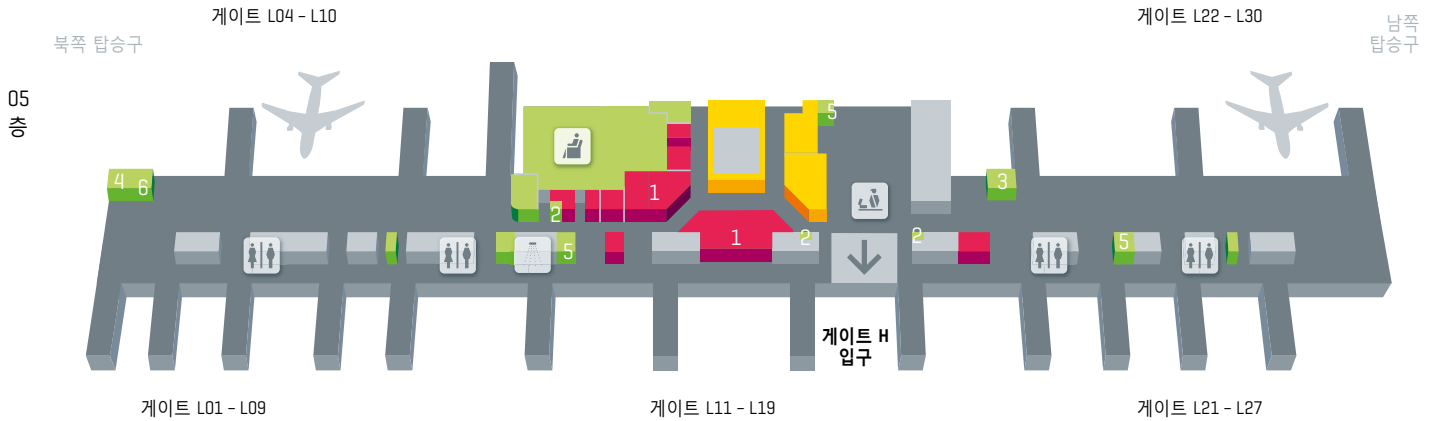 게이트 L04 – L10
게이트 L22 – L30
북쪽 탑승구
남쪽
탑승구
05
층
5
4
6
1
3
2
1
2
2
5
5
게이트 H
입구
게이트 L01 – L09
게이트 L11 – L19
게이트 L21 – L27